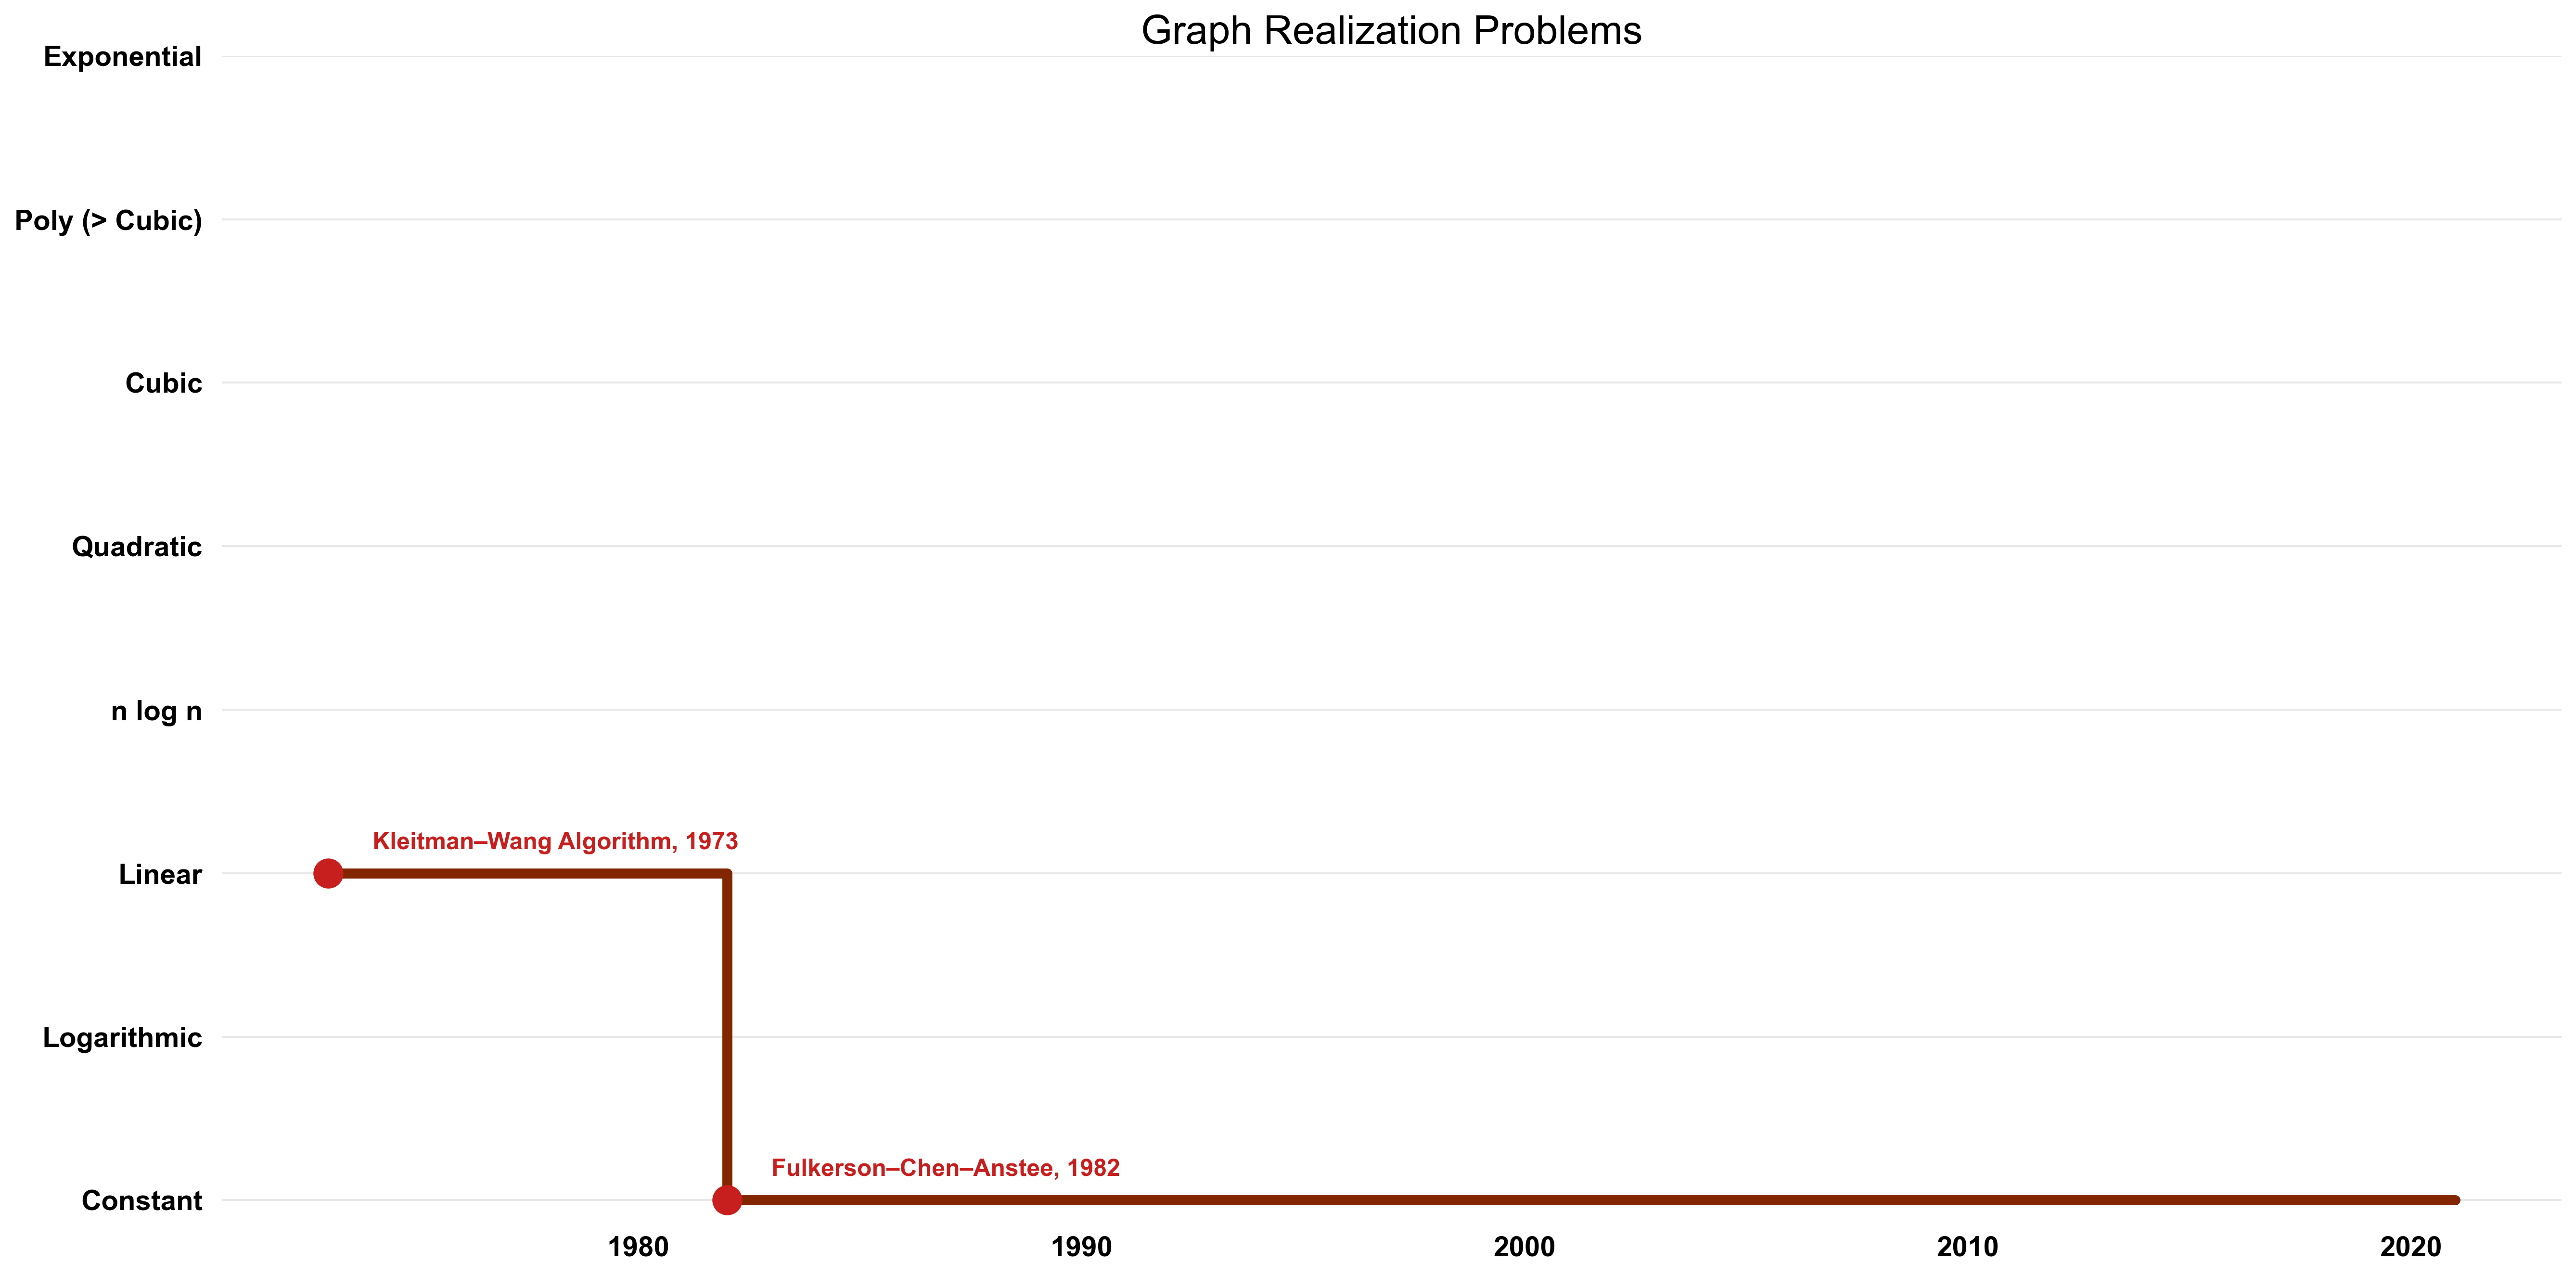 Graph Realization Problems
Exponential
Poly (> Cubic)
Cubic
Quadratic
n log n
Kleitman–Wang Algorithm, 1973
Linear
Logarithmic
Fulkerson–Chen–Anstee, 1982
Constant
1980 1990 2000 2010 2020